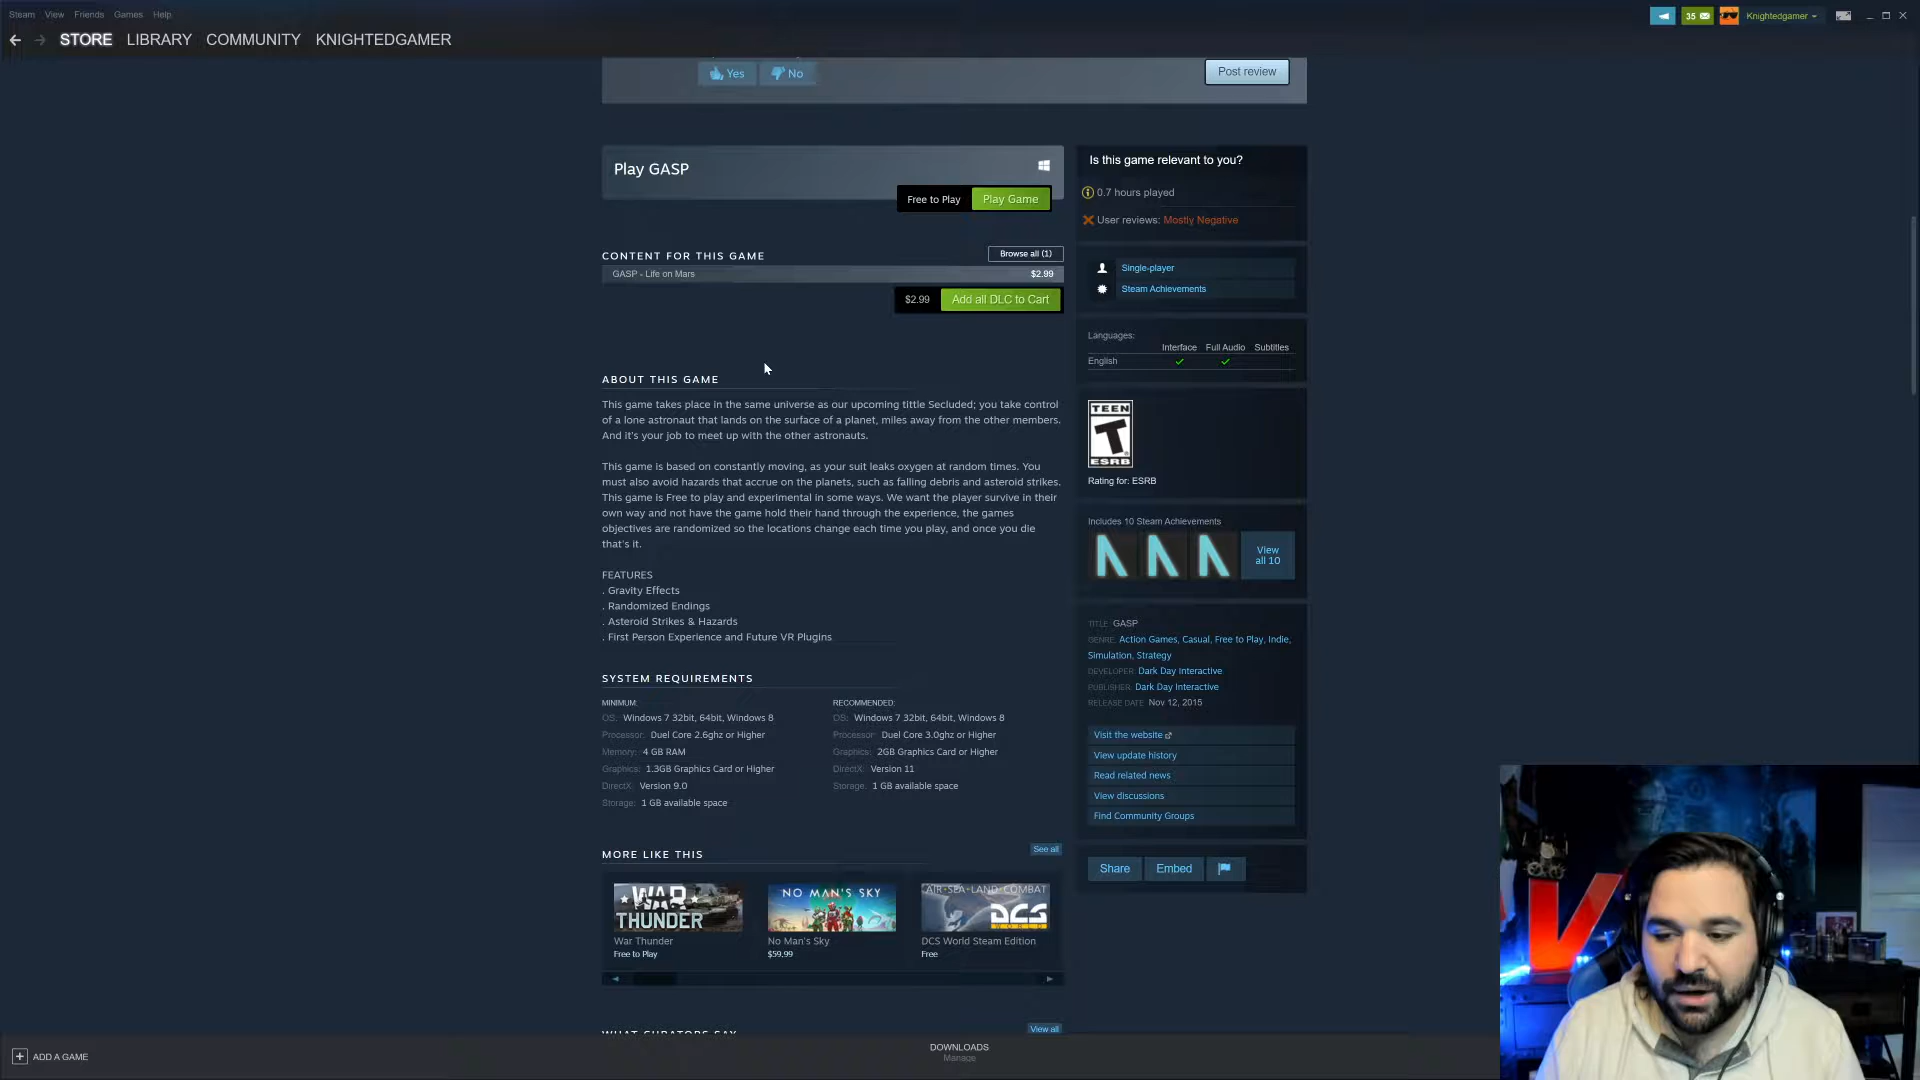 Steam View Friends Games Help
35 Knightedgamer
STORE LIBRARY COMMUNITY KNIGHTEDGAMER
Yes No
Post review
Play GASP
Free to Play Play Game
CONTENT FOR THIS GAME Browse all (1)
GASP - Life on Mars $2.99
$2.99 Add all DLC to Cart
ABOUT THIS GAME
This game takes place in the same universe as our upcoming tittle Secluded; you take control
of a lone astronaut that lands on the surface of a planet, miles away from the other members.
And it's your job to meet up with the other astronauts.
This game is based on constantly moving, as your suit leaks oxygen at random times. You
must also avoid hazards that accrue on the planets, such as falling debris and asteroid strikes.
This game is Free to play and experimental in some ways. We want the player survive in their
own way and not have the game hold their hand through the experience, the games
objectives are randomized so the locations change each time you play, and once you die
that's it.
FEATURES
. Gravity Effects
. Randomized Endings
. Asteroid Strikes & Hazards
. First Person Experience and Future VR Plugins
SYSTEM REQUIREMENTS
MINIMUM:
OS: Windows 7 32bit, 64bit, Windows 8
Processor: Duel Core 2.6ghz or Higher
Memory: 4 GB RAM
Graphics: 1.3GB Graphics Card or Higher
DirectX: Version 9.0
Storage: 1 GB available space
RECOMMENDED:
OS: Windows 7 32bit, 64bit, Windows 8
Processor: Duel Core 3.0ghz or Higher
Graphics: 2GB Graphics Card or Higher
DirectX: Version 11
Storage: 1 GB available space
MORE LIKE THIS See all
WAR THUNDER
War Thunder
Free to Play
NO MAN'S SKY
No Man's Sky
$59.99
AIR-SEA-LAND-COMBAT
DCS
WORLD
DCS World Steam Edition
Free
WHAT CURATORS SAY View all
Is this game relevant to you?
0.7 hours played
User reviews: Mostly Negative
Single-player
Steam Achievements
Languages:
Interface Full Audio Subtitles
English
TEEN
T
ESRB
Rating for: ESRB
Includes 10 Steam Achievements
View
all 10
TITLE: GASP
GENRE: Action Games, Casual, Free to Play, Indie,
Simulation, Strategy
DEVELOPER: Dark Day Interactive
PUBLISHER: Dark Day Interactive
RELEASE DATE: Nov 12, 2015
Visit the website
View update history
Read related news
View discussions
Find Community Groups
Share Embed
ADD A GAME
DOWNLOADS
Manage